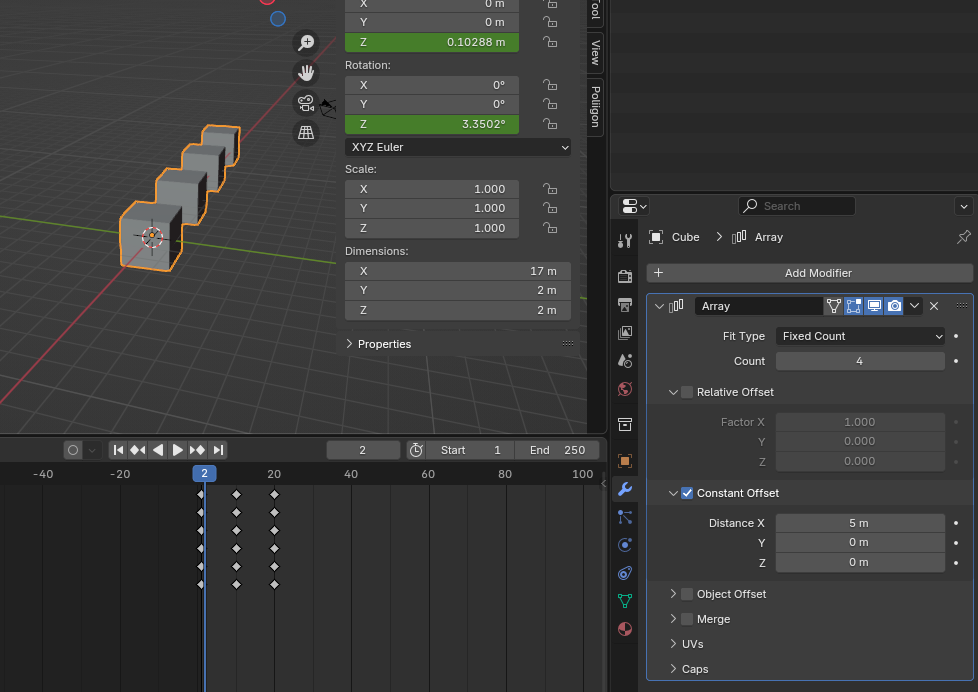 X 0 m
Y 0 m
Z 0.10288 m
Rotation:
X 0°
Y 0°
Z 3.3502°
XYZ Euler
Scale:
X 1.000
Y 1.000
Z 1.000
Dimensions:
X 17 m
Y 2 m
Z 2 m
Properties
Tool
View
Poliigon
2 Start 1 End 250
-40 -20 2 20 40 60 80 100
Search
Cube > Array
+ Add Modifier
Array
Fit Type Fixed Count
Count 4
Relative Offset
Factor X 1.000
Y 0.000
Z 0.000
Constant Offset
Distance X 5 m
Y 0 m
Z 0 m
Object Offset
Merge
UVs
Caps